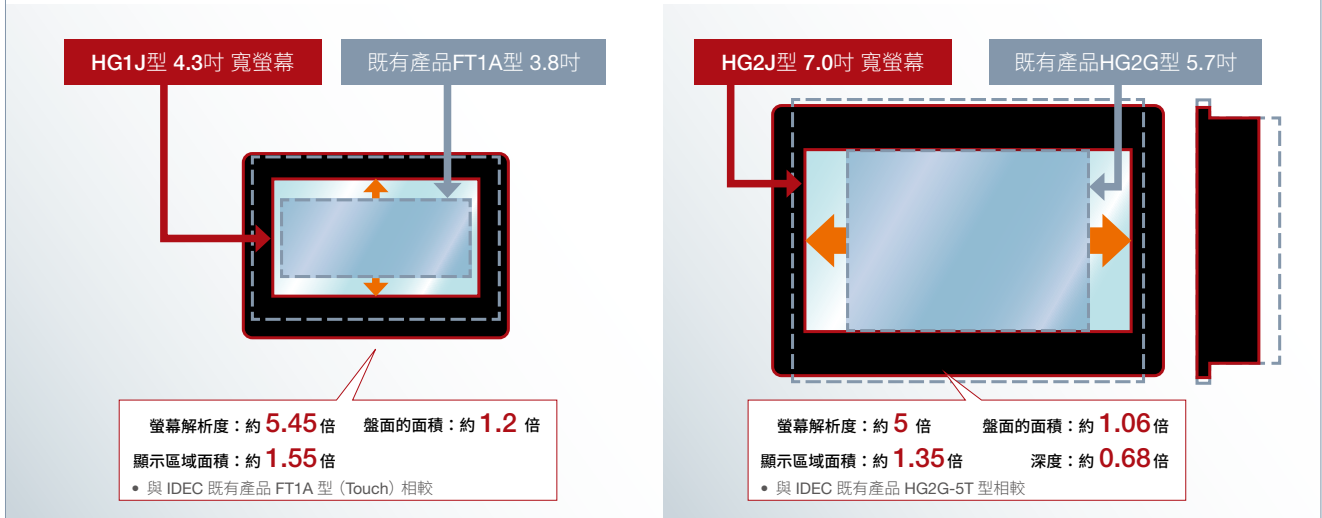 HG1J型 4.3吋 寬螢幕
既有產品FT1A型 3.8吋
螢幕解析度：約 5.45 倍 盤面的面積：約 1.2 倍
顯示區域面積：約 1.55 倍
• 與 IDEC 既有產品 FT1A 型（Touch）相較
HG2J型 7.0吋 寬螢幕
既有產品HG2G型 5.7吋
螢幕解析度：約 5 倍 盤面的面積：約 1.06 倍
顯示區域面積：約 1.35 倍 深度：約 0.68 倍
• 與 IDEC 既有產品 HG2G-5T 型相較